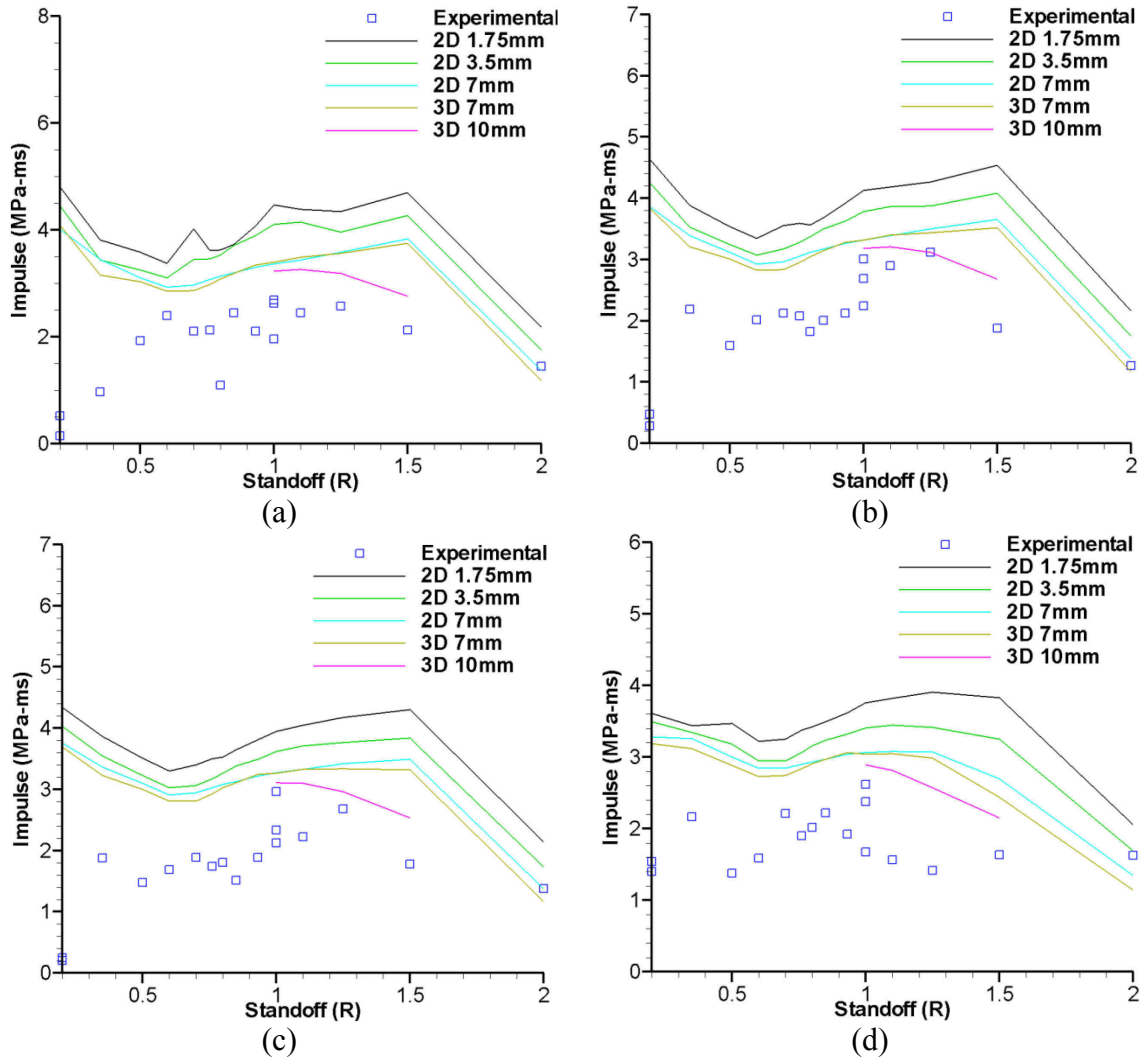 8
6
4
2
0
Impulse (MPa-ms)
Experimental
2D 1.75mm
2D 3.5mm
2D 7mm
3D 7mm
3D 10mm
0.5
1
1.5
2
Standoff (R)
(a)
7
6
5
4
3
2
1
0
Impulse (MPa-ms)
Experimental
2D 1.75mm
2D 3.5mm
2D 7mm
3D 7mm
3D 10mm
0.5
1
1.5
2
Standoff (R)
(b)
7
6
5
4
3
2
1
0
Impulse (MPa-ms)
Experimental
2D 1.75mm
2D 3.5mm
2D 7mm
3D 7mm
3D 10mm
0.5
1
1.5
2
Standoff (R)
(c)
6
5
4
3
2
1
0
Impulse (MPa-ms)
Experimental
2D 1.75mm
2D 3.5mm
2D 7mm
3D 7mm
3D 10mm
0.5
1
1.5
2
Standoff (R)
(d)